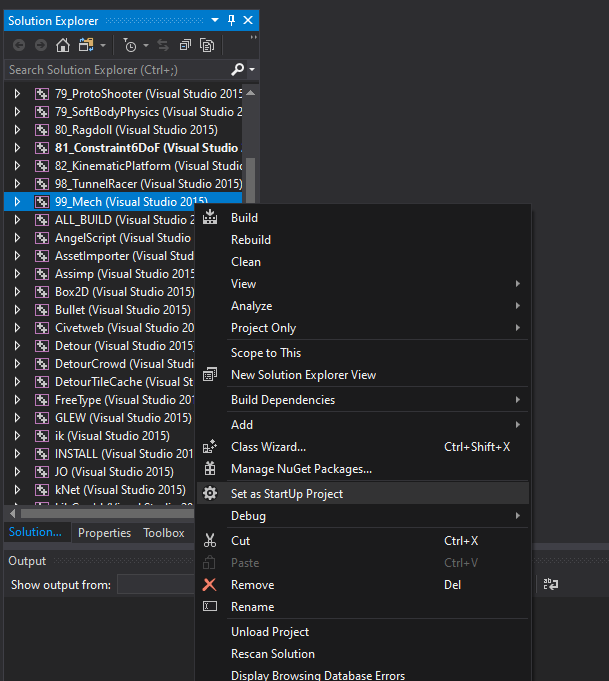 Solution Explorer
Search Solution Explorer (Ctrl+;)
79_ProtoShooter (Visual Studio 2015
79_SoftBodyPhysics (Visual Studio 2
80_Ragdoll (Visual Studio 2015)
81_Constraint6DoF (Visual Studio
82_KinematicPlatform (Visual Studio
98_TunnelRacer (Visual Studio 2015)
99_Mech (Visual Studio 2015)
ALL_BUILD (Visual Studio 2
AngelScript (Visual Studio
AssetImporter (Visual Studio
Assimp (Visual Studio 2015
Box2D (Visual Studio 2015)
Bullet (Visual Studio 2015)
Civetweb (Visual Studio 20
Detour (Visual Studio 2015)
DetourCrowd (Visual Studio
DetourTileCache (Visual St
FreeType (Visual Studio 20
GLEW (Visual Studio 2015)
ik (Visual Studio 2015)
INSTALL (Visual Studio 201
JO (Visual Studio 2015)
kNet (Visual Studio 2015)
Solution...
Properties
Toolbox
Output
Show output from:
Build
Rebuild
Clean
View
Analyze
Project Only
Scope to This
New Solution Explorer View
Build Dependencies
Add
Class Wizard... Ctrl+Shift+X
Manage NuGet Packages...
Set as StartUp Project
Debug
Cut Ctrl+X
Paste Ctrl+V
Remove Del
Rename
Unload Project
Rescan Solution
Display Browsing Database Errors